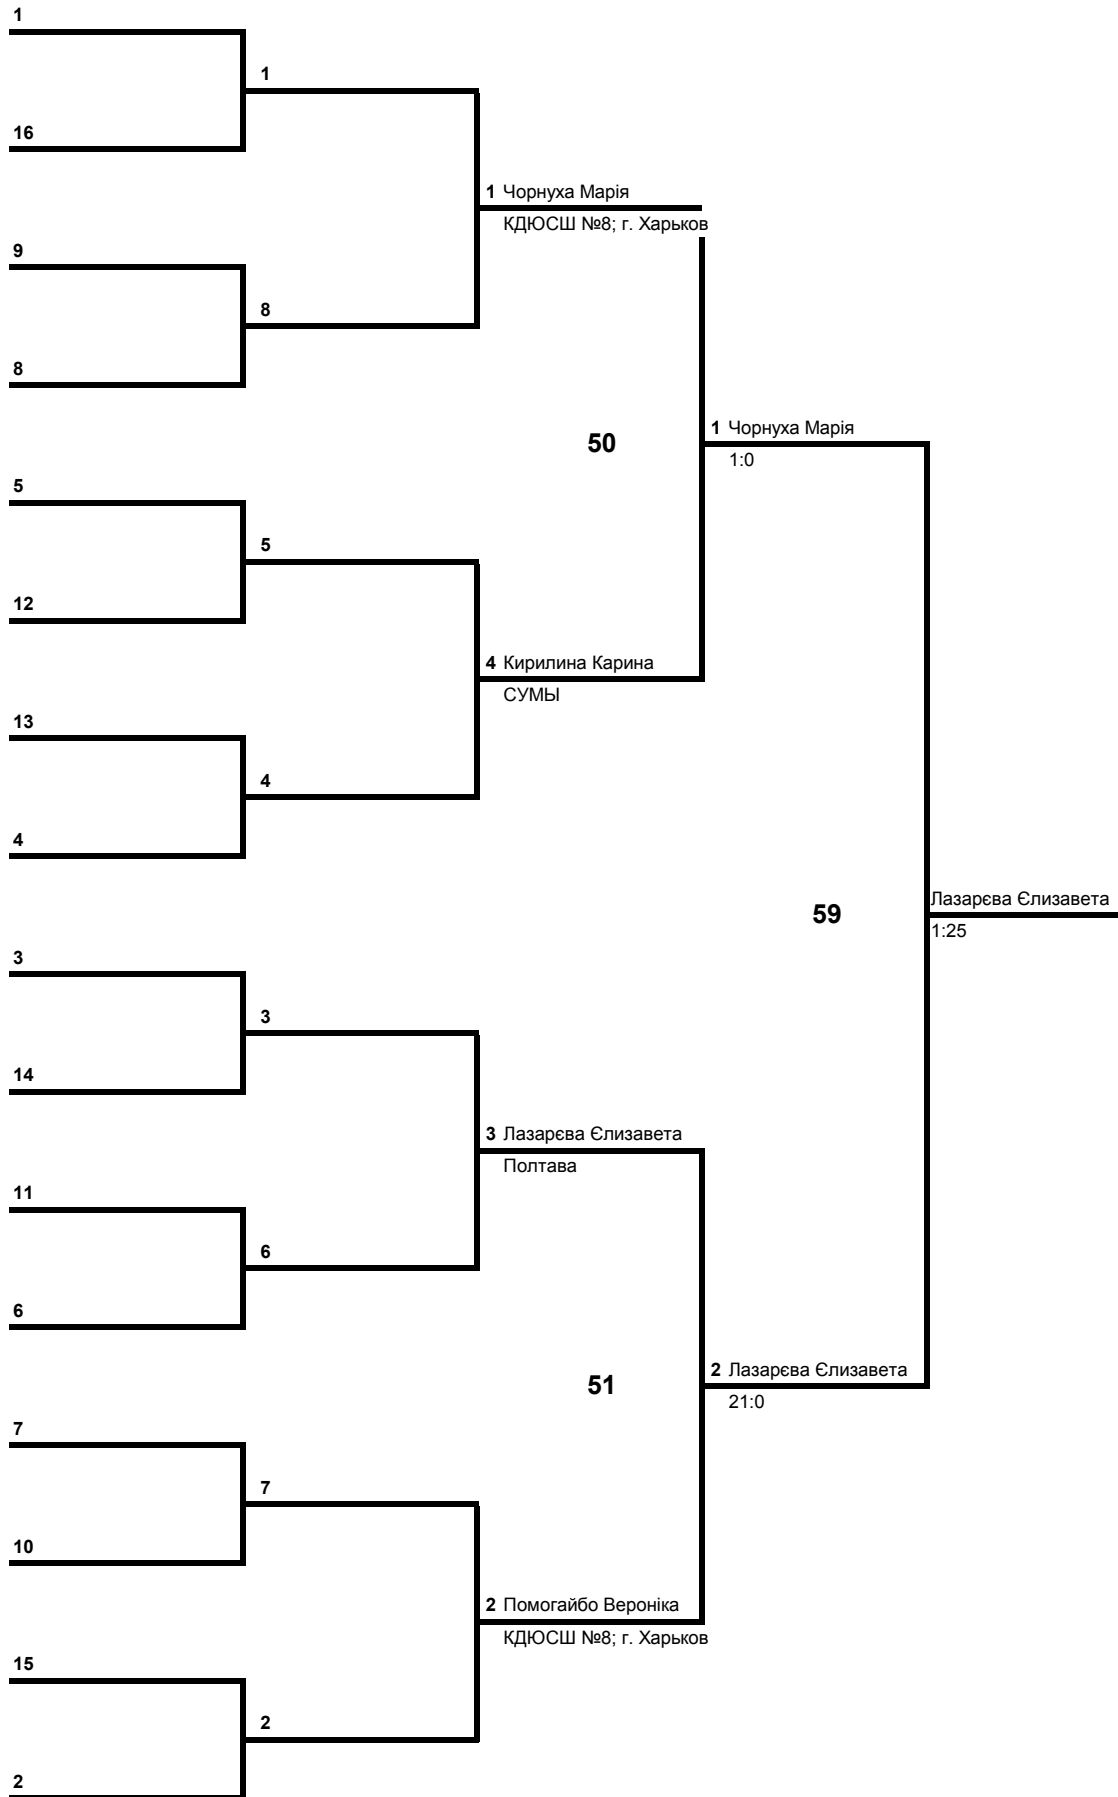 1
1
16
1 Чорнуха Марія
КДЮСШ №8; г. Харьков
9
8
8
50
1 Чорнуха Марія
1:0
5
5
12
4 Кирилина Карина
СУМЫ
13
4
4
59
Лазарєва Єлизавета
1:25
3
3
14
3 Лазарєва Єлизавета
Полтава
11
6
6
51
2 Лазарєва Єлизавета
21:0
7
7
10
2 Помогайбо Вероніка
КДЮСШ №8; г. Харьков
15
2
2